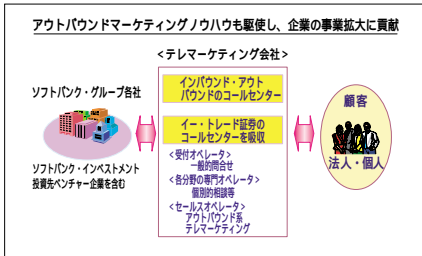 アウトバウンドマーケティングノウハウも駆使し、企業の事業拡大に貢献
<テレマーケティング会社>
インバウンド・アウト
バウンドのコールセンター
イー・トレード証券の
コールセンターを吸収
<受付オペレータ>
一般的問合せ
<各分野の専門オペレータ>
個別的相談等
<セールスオペレータ>
アウトバウンド系
テレマーケティング
ソフトバンク・グループ各社
ソフトバンク・インベストメント
投資先ベンチャー企業を含む
顧客
法人・個人